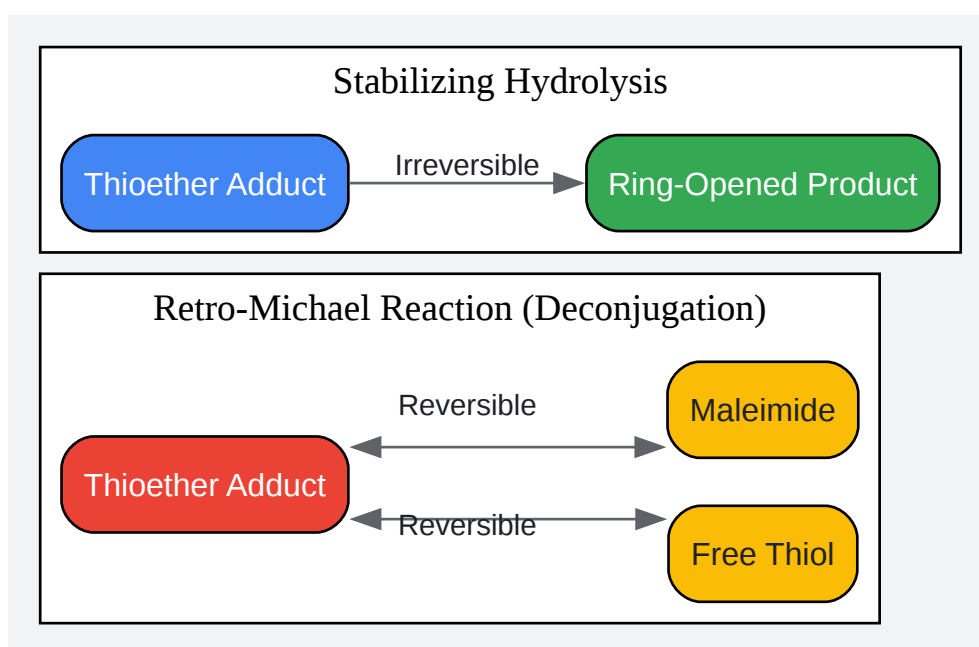 Stabilizing Hydrolysis
Thioether Adduct
Irreversible
Ring-Opened Product
Retro-Michael Reaction (Deconjugation)
Reversible
Maleimide
Thioether Adduct
Reversible
Free Thiol